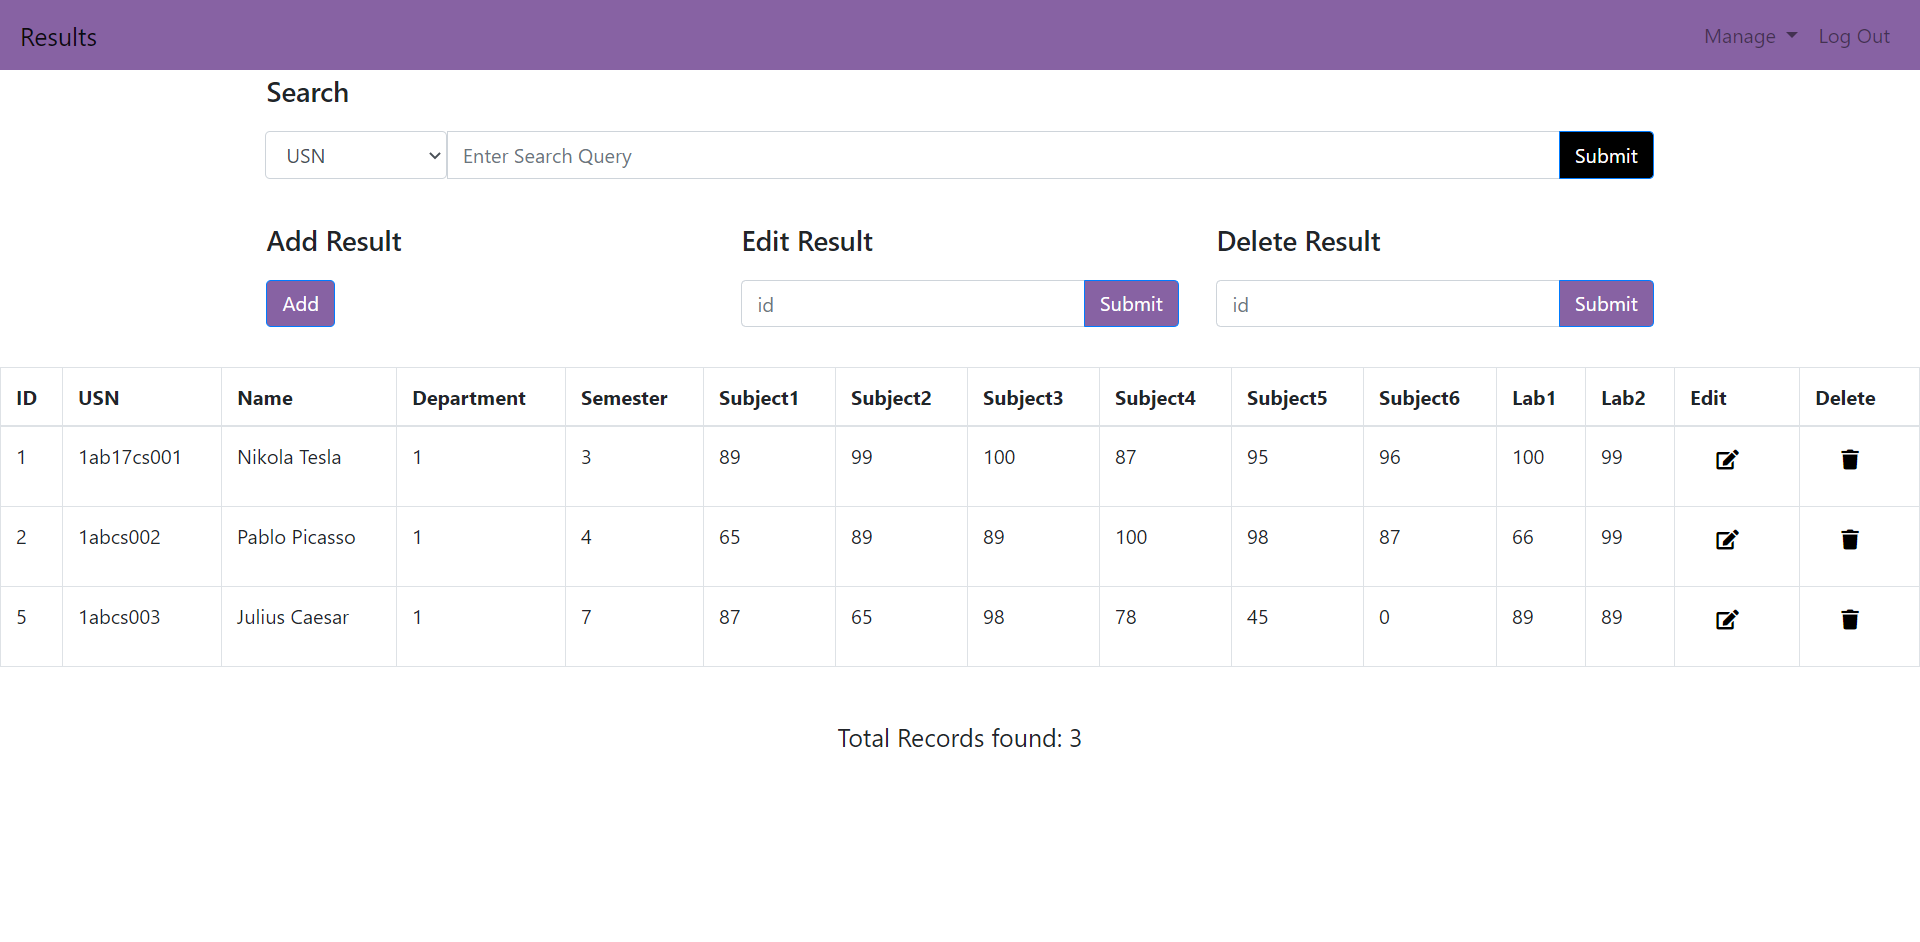 Results Manage Log Out
Search
USN Enter Search Query Submit
Add Result Edit Result Delete Result
Add id Submit id Submit
ID USN Name Department Semester Subject1 Subject2 Subject3 Subject4 Subject5 Subject6 Lab1 Lab2 Edit Delete
1 1ab17cs001 Nikola Tesla 1 3 89 99 100 87 95 96 100 99
2 1abcs002 Pablo Picasso 1 4 65 89 89 100 98 87 66 99
5 1abcs003 Julius Caesar 1 7 87 65 98 78 45 0 89 89
Total Records found: 3